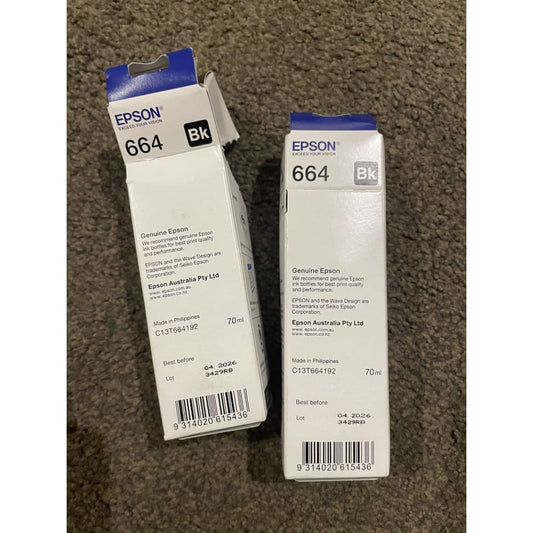 EPSON®
EXCEED YOUR VISION
664
Bk
Genuine Epson
We recommend genuine Epson
ink bottles for best print quality
and performance.
EPSON and the Wave Design are
trademarks of Seiko Epson
Corporation.
Epson Australia Pty Ltd
www.epson.com.au
www.epson.co.nz
Made in Philippines
C13T664192 70ml
Best before 04. 2026
Lot 3429RB
9 314020 615436
EPSON®
EXCEED YOUR VISION
664
Bk
Genuine Epson
We recommend genuine Epson
ink bottles for best print quality
and performance.
EPSON and the Wave Design are
trademarks of Seiko Epson
Corporation.
Epson Australia Pty Ltd
www.epson.com.au
www.epson.co.nz
Made in Philippines
C13T664192 70ml
Best before 04. 2026
Lot 3429RB
9 314020 615436